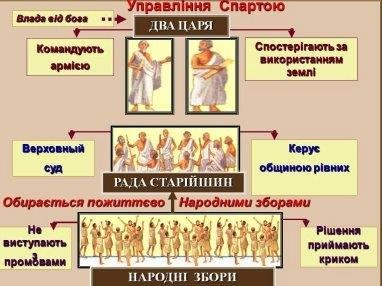 Управління Спартою
Влада від бога
ДВА ЦАРЯ
Командують
армією
Спостерігають за
використанням
землі
Верховный
суд
Керує
общиною рівних
РАДА СТАРІЙШИН
Обирається пожиттєво Народними зборами
Не
виступають
з
промовами
Рішення
приймають
криком
НАРОДНІ ЗБОРИ